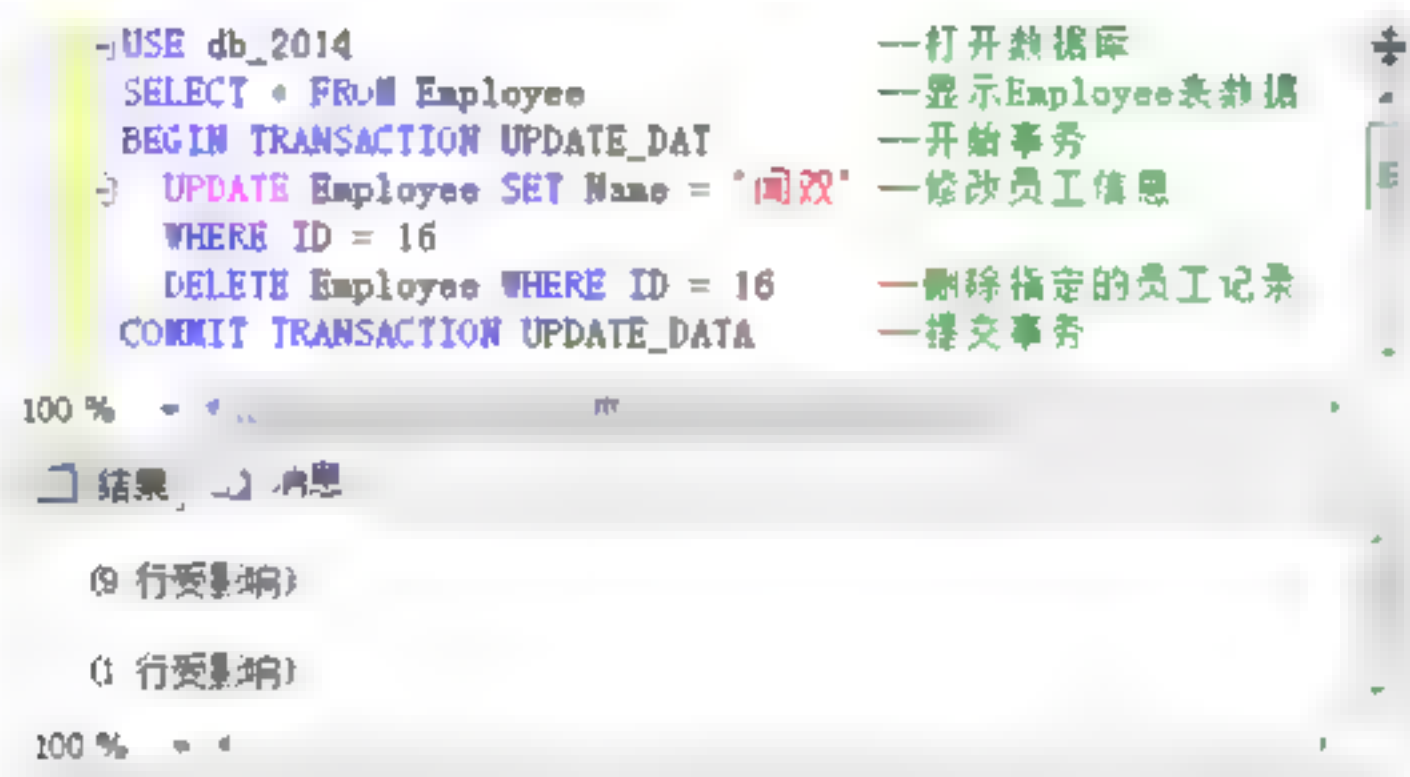 USE db_2014 --打开数据库
SELECT * FROM Employee --显示Employee表数据
BEGIN TRANSACTION UPDATE_DAT --开始事务
UPDATE Employee SET Name = --修改员工信息
WHERE ID = 16
DELETE Employee WHERE ID = 16 --删除指定的员工记录
COMMIT TRANSACTION UPDATE_DATA --提交事务
100 %
结果 消息
(9 行受影响)
(1 行受影响)
100 %